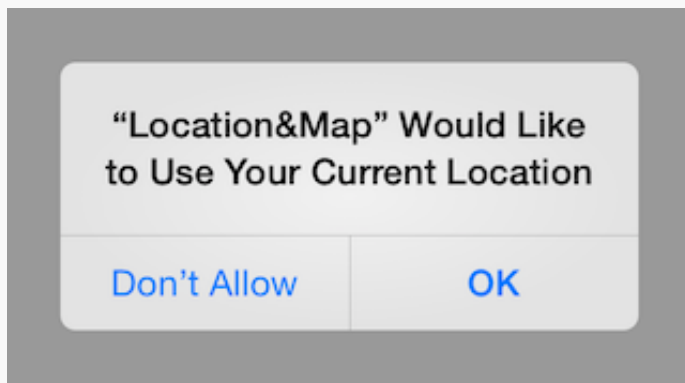 “Location&Map” Would Like
to Use Your Current Location
Don’t Allow
OK